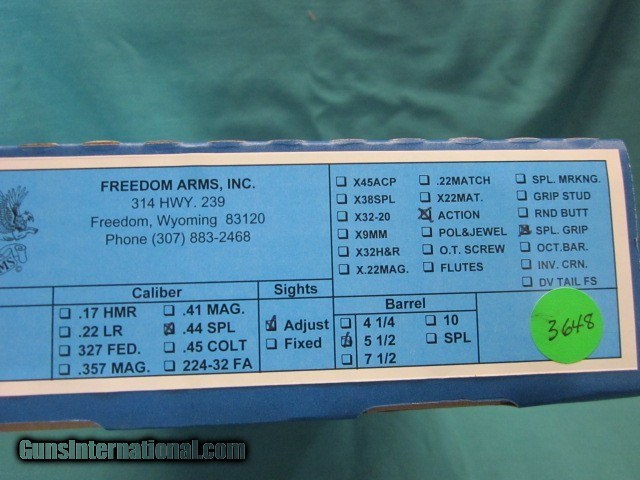 FREEDOM ARMS, INC.
314 HWY. 239
Freedom, Wyoming 83120
Phone (307) 883-2468
X45ACP
X38SPL
X32-20
X9MM
X32H&R
X.22MAG.
.22MATCH
X22MAT.
ACTION
POL&JEWEL
O.T. SCREW
FLUTES
SPL. MRKNG.
GRIP STUD
RND BUTT
SPL. GRIP
OCT.BAR.
INV. CRN.
DV TAIL FS
Caliber
.17 HMR
.22 LR
327 FED.
.357 MAG.
.41 MAG.
.44 SPL
.45 COLT
224-32 FA
Sights
Adjust
Fixed
Barrel
4 1/4
5 1/2
7 1/2
10
SPL
3648
GunsInternational.com